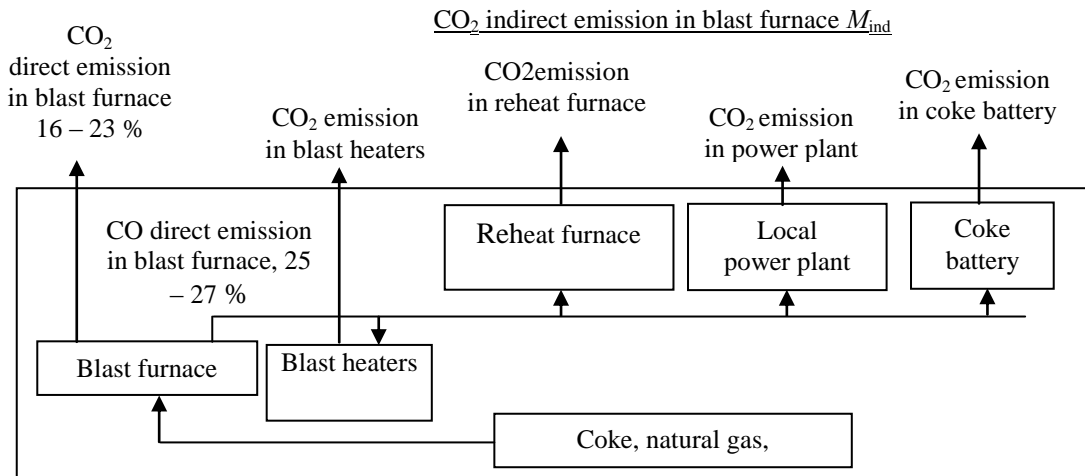 CO₂ indirect emission in blast furnace M_ind
CO₂
direct emission
in blast furnace
16 – 23 %
CO₂ emission
in blast heaters
CO2emission
in reheat furnace
CO₂ emission
in power plant
CO₂ emission
in coke battery
CO direct emission
in blast furnace, 25
– 27 %
Reheat furnace
Local
power plant
Coke
battery
Blast furnace
Blast heaters
Coke, natural gas,